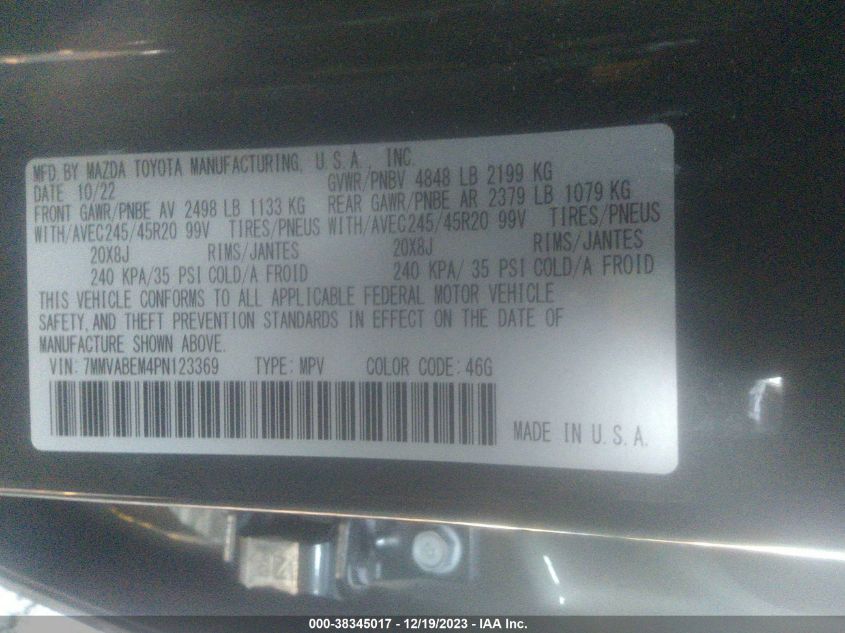 MFD. BY MAZDA TOYOTA MANUFACTURING, U.S.A., INC.
DATE 10/22 GVWR/PNBV 4848 LB 2199 KG
FRONT GAWR/PNBE AV 2498 LB 1133 KG REAR GAWR/PNBE AR 2379 LB 1079 KG
WITH/AVEC245/45R20 99V TIRES/PNEUS WITH/AVEC245/45R20 99V TIRES/PNEUS
20X8J RIMS/JANTES 20X8J RIMS/JANTES
240 KPA/35 PSI COLD/A FROID 240 KPA/ 35 PSI COLD/A FROID
THIS VEHICLE CONFORMS TO ALL APPLICABLE FEDERAL MOTOR VEHICLE
SAFETY, AND THEFT PREVENTION STANDARDS IN EFFECT ON THE DATE OF
MANUFACTURE SHOWN ABOVE.
VIN: 7MMVABEM4PN123369 TYPE: MPV COLOR CODE: 46G
MADE IN U.S.A.
000-38345017 - 12/19/2023 - IAA Inc.